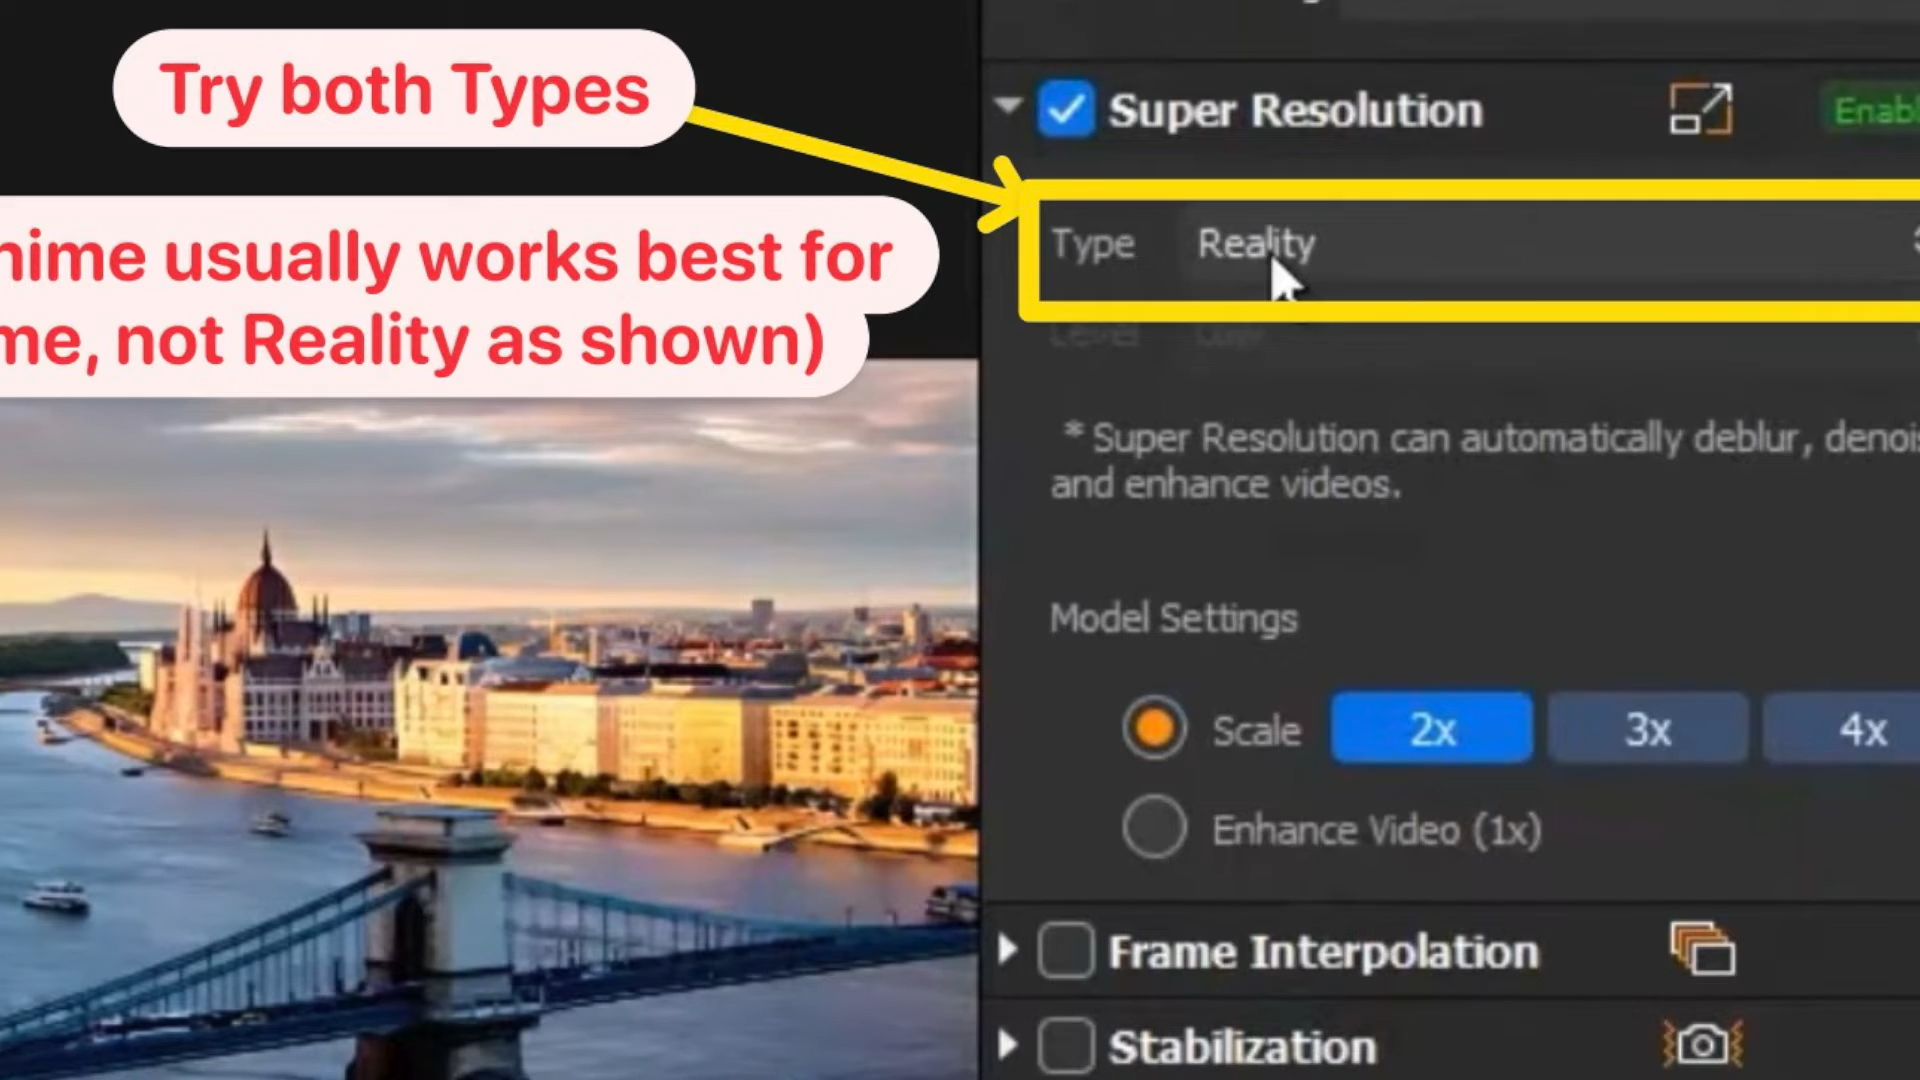 Try both Types
nime usually works best for
me, not Reality as shown)
Super Resolution
Enabl
Type Reality
Level
* Super Resolution can automatically deblur, denois
and enhance videos.
Model Settings
Scale 2x 3x 4x
Enhance Video (1x)
Frame Interpolation
Stabilization